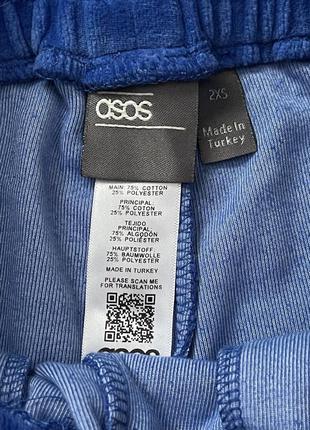 asos
2XS
Made in
Turkey
MAIN: 75% COTTON
25% POLYESTER
PRINCIPAL:
75% COTON
25% POLYESTER
TEJIDO
PRINCIPAL:
75% ALGODÓN
25% POLIÉSTER
HAUPTSTOFF:
75% BAUMWOLLE
25% POLYESTER
MADE IN TURKEY
PLEASE SCAN ME
FOR TRANSLATIONS
asos